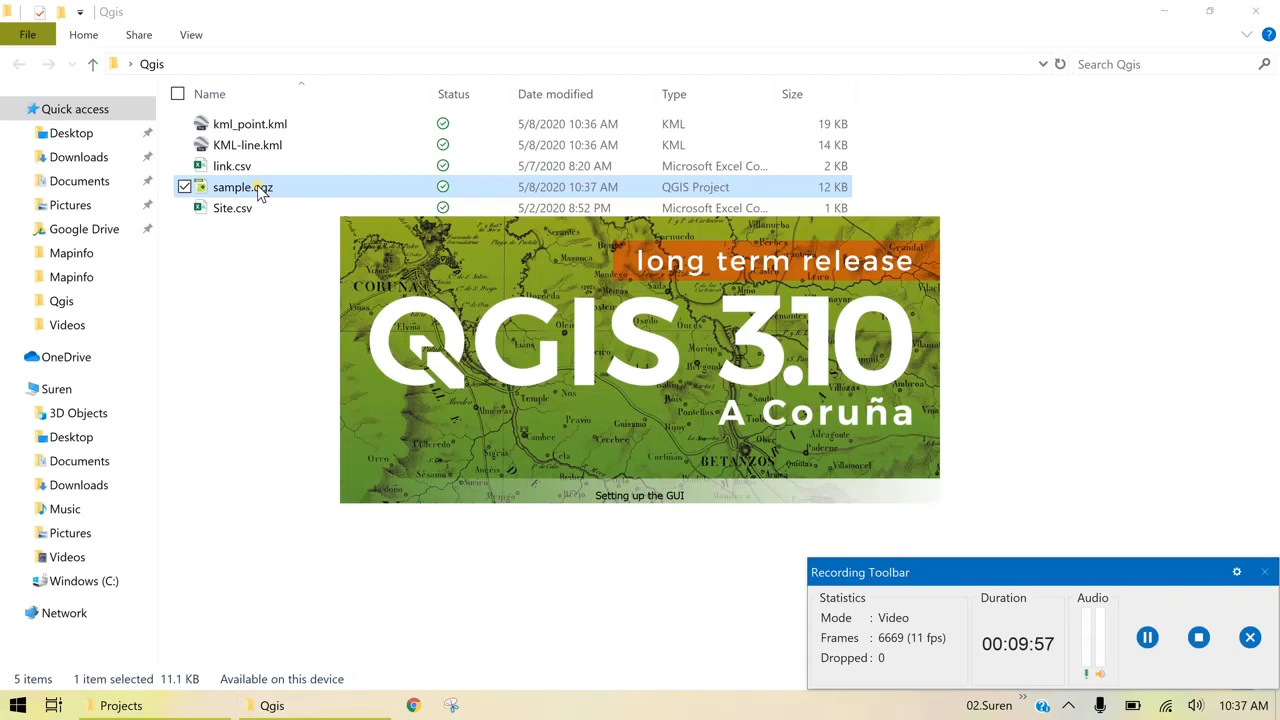 Qgis
File Home Share View
Qgis
Search Qgis
Name Status Date modified Type Size
kml_point.kml 5/8/2020 10:36 AM KML 19 KB
KML-line.kml 5/8/2020 10:36 AM KML 14 KB
link.csv 5/7/2020 8:20 AM Microsoft Excel Co... 2 KB
sample.qgz 5/8/2020 10:37 AM QGIS Project 12 KB
Site.csv 5/2/2020 8:52 PM Microsoft Excel Co... 1 KB
Quick access
Desktop
Downloads
Documents
Pictures
Google Drive
Mapinfo
Mapinfo
Qgis
Videos
OneDrive
Suren
3D Objects
Desktop
Documents
Downloads
Music
Pictures
Videos
Windows (C:)
Network
long term release
QGIS 3.10
A Coruña
CORUÑA
BETANZOS
Setting up the GUI
Recording Toolbar
Statistics Duration Audio
Mode : Video
Frames : 6669 (11 fps)
Dropped : 0
00:09:57
5 items 1 item selected 11.1 KB Available on this device
Projects Qgis 02.Suren 10:37 AM